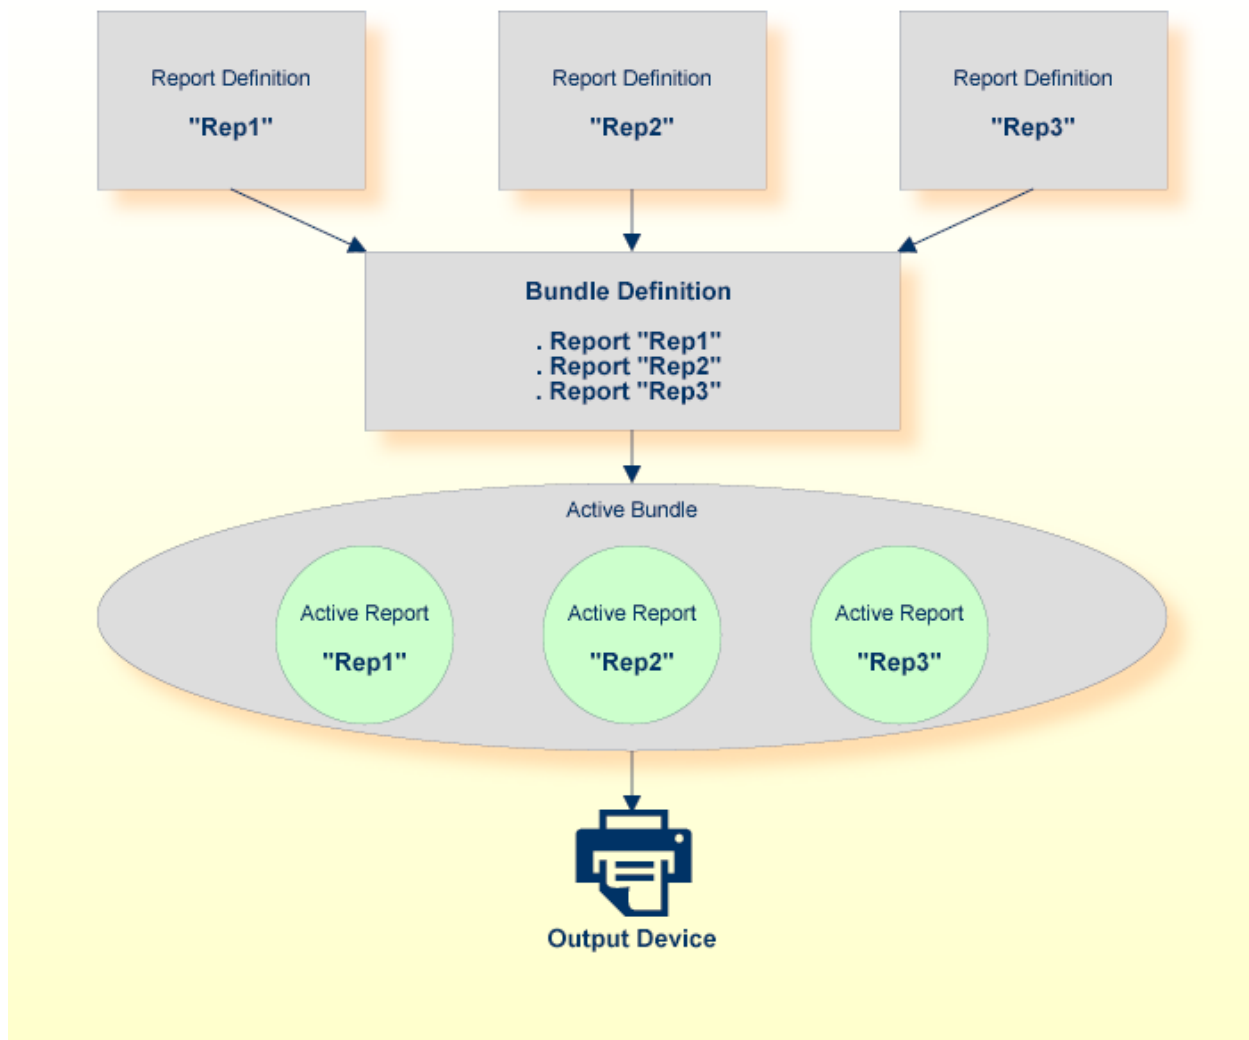 Report Definition
"Rep1"
Report Definition
"Rep2"
Report Definition
"Rep3"
Bundle Definition
. Report "Rep1"
. Report "Rep2"
. Report "Rep3"
Active Bundle
Active Report
"Rep1"
Active Report
"Rep2"
Active Report
"Rep3"
Output Device